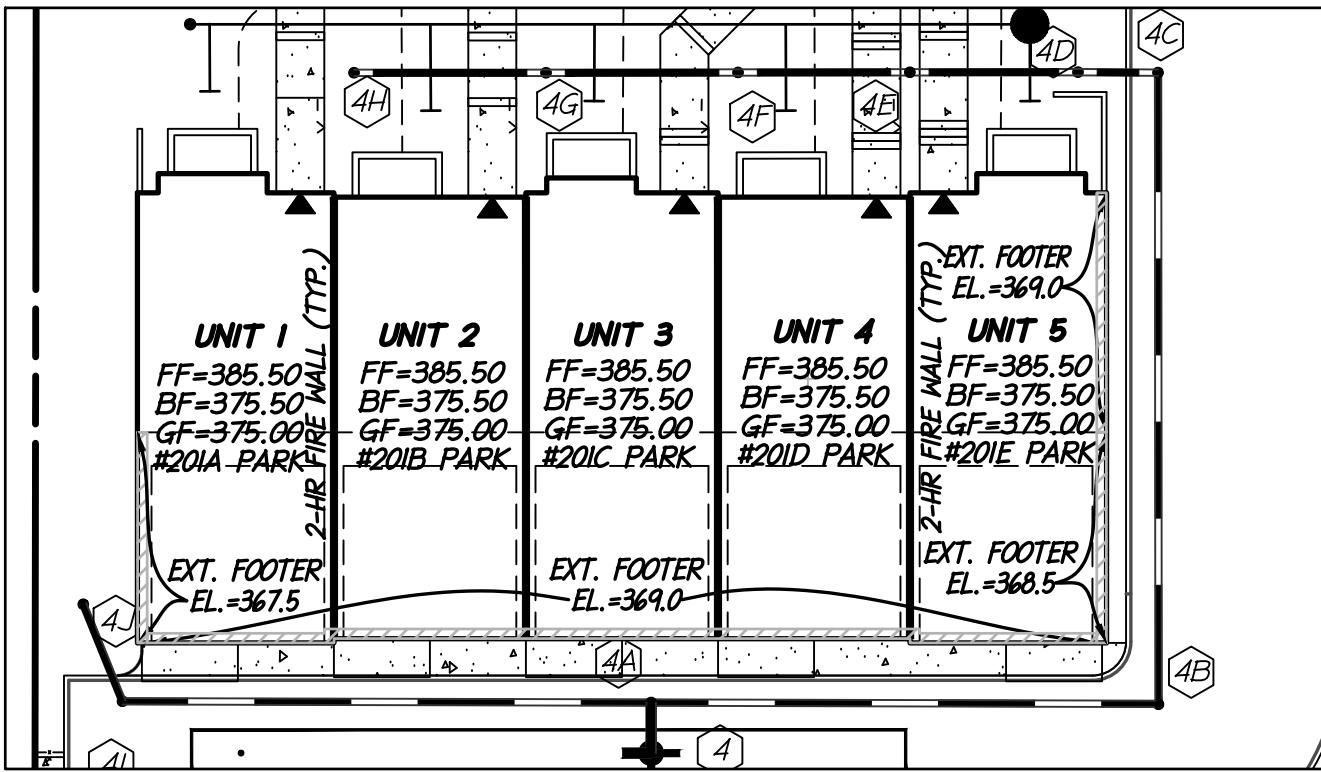 4C
4D
4H
4G
4F
4E
EXT. FOOTER
EL.=369.0
2-HR FIRE WALL (TYP.)
2-HR FIRE WALL (TYP.)
UNIT 1
FF=385.50
BF=375.50
GF=375.00
#201A PARK
UNIT 2
FF=385.50
BF=375.50
GF=375.00
#201B PARK
UNIT 3
FF=385.50
BF=375.50
GF=375.00
#201C PARK
UNIT 4
FF=385.50
BF=375.50
GF=375.00
#201D PARK
UNIT 5
FF=385.50
BF=375.50
GF=375.00
#201E PARK
EXT. FOOTER
EL.=367.5
EXT. FOOTER
EL.=369.0
EXT. FOOTER
EL.=368.5
4J
4A
4B
4